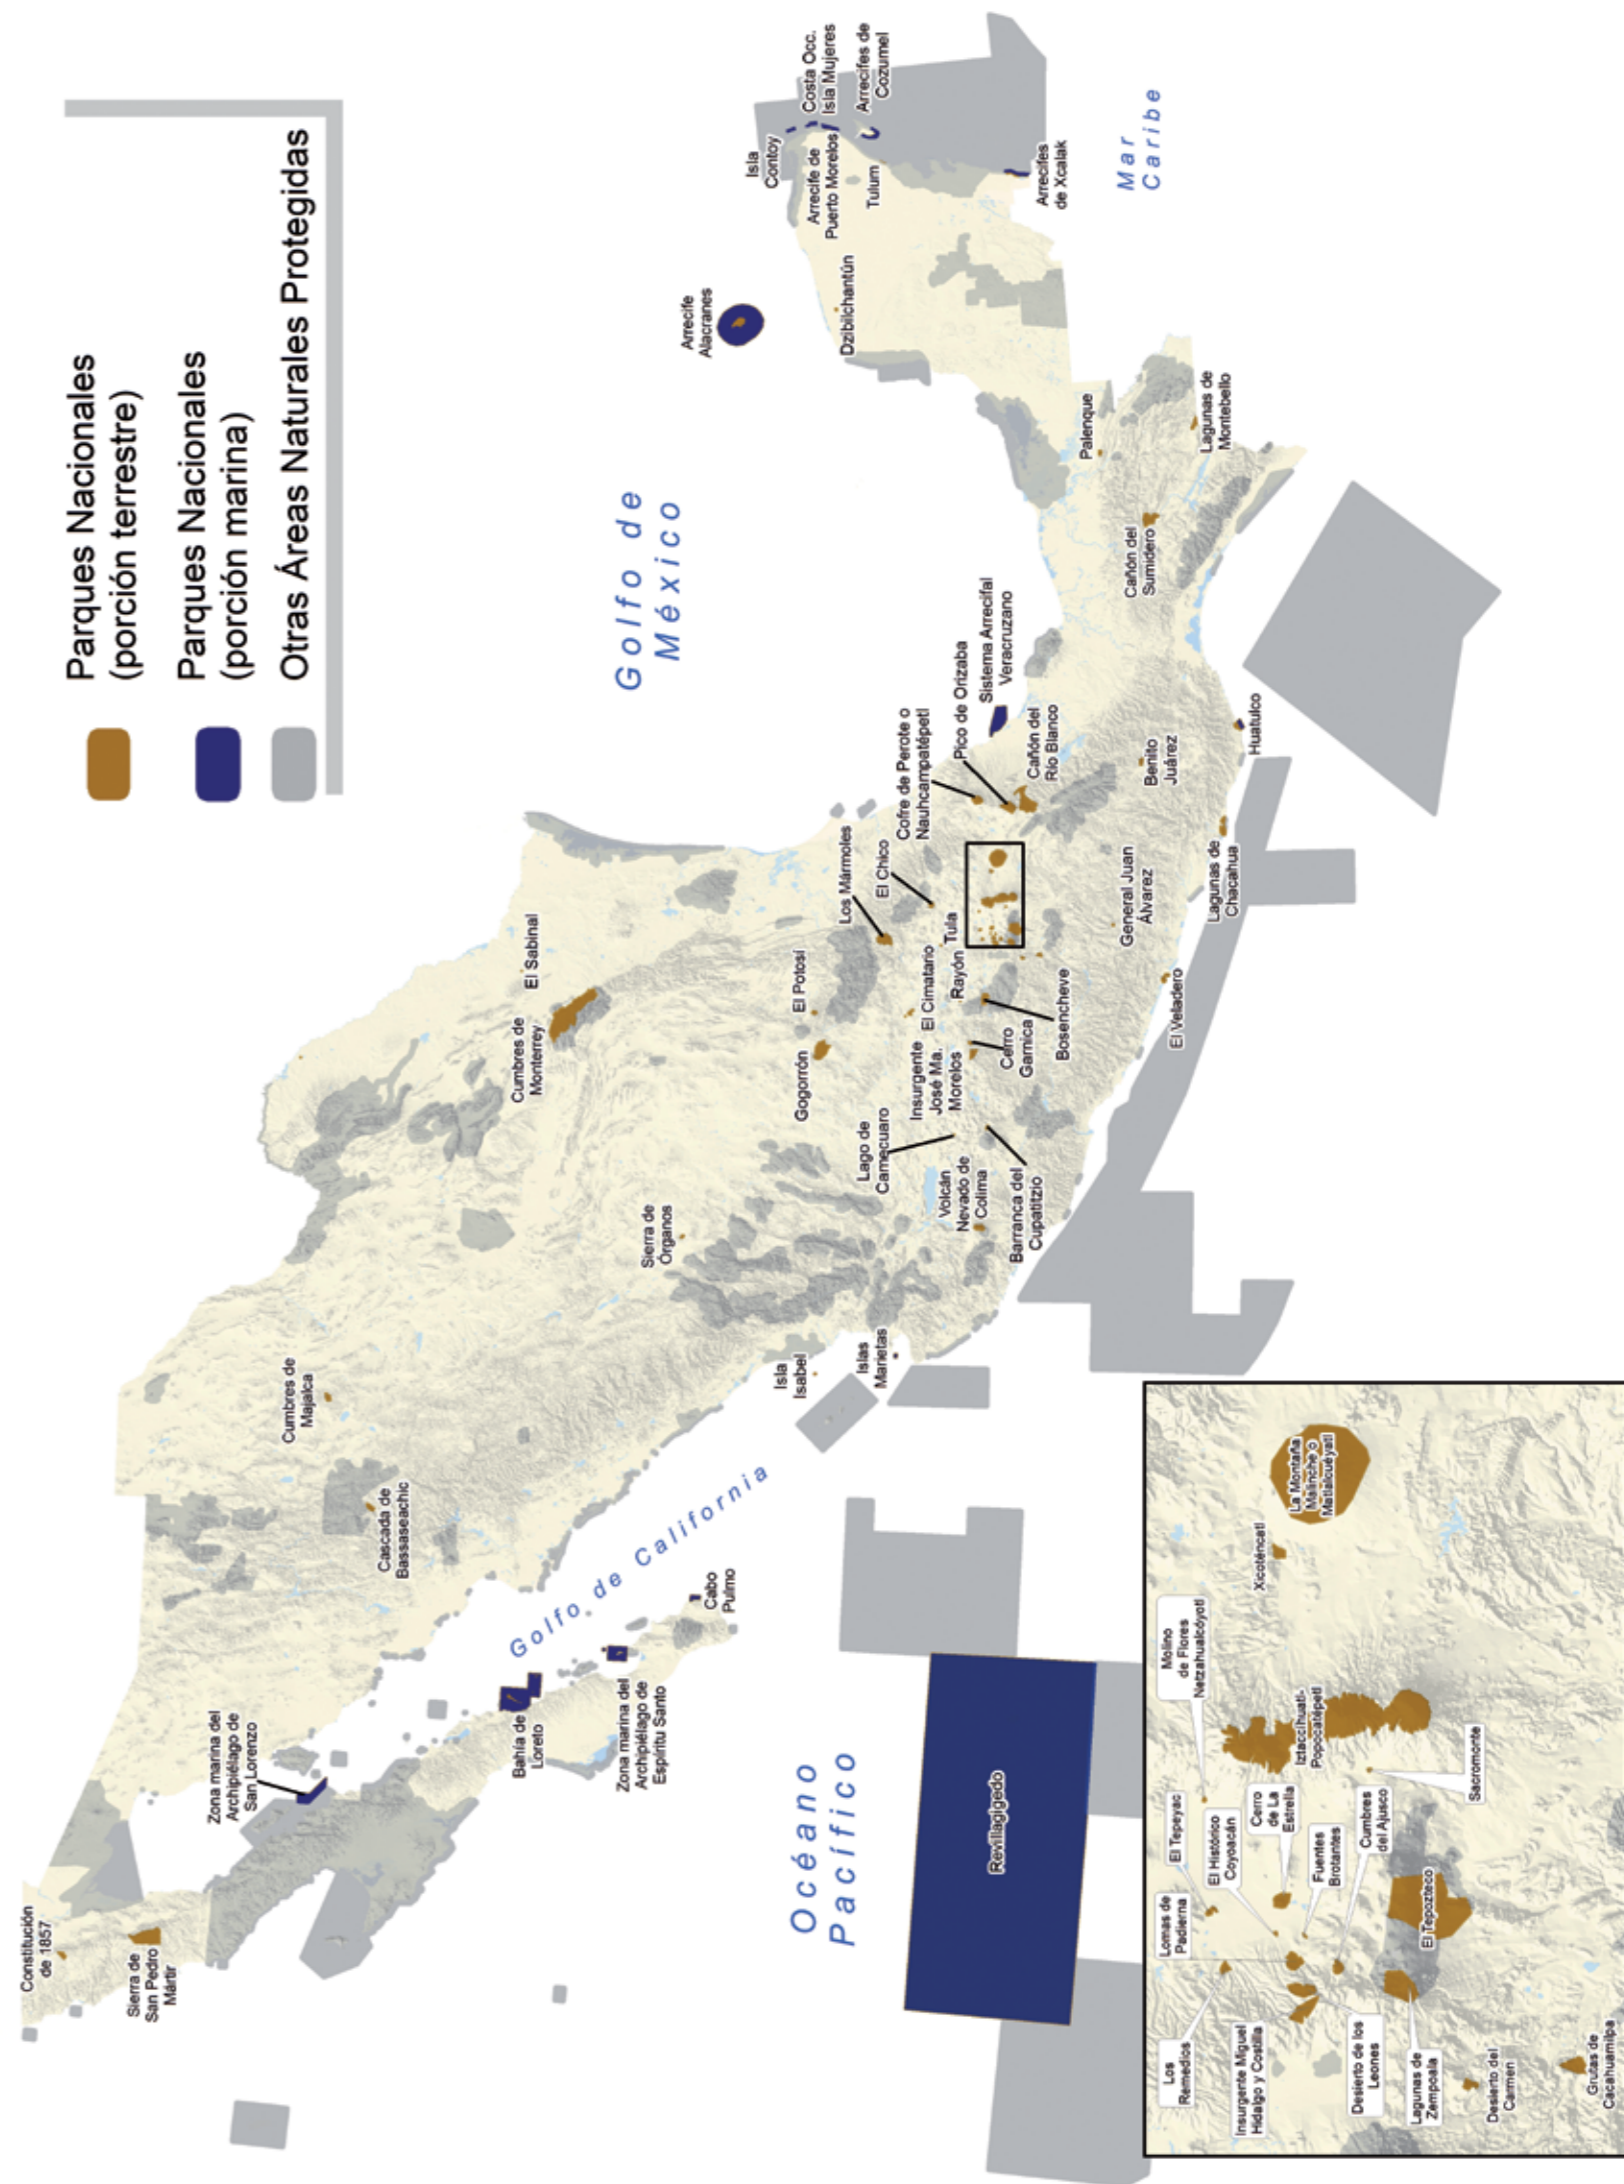 Parques Nacionales
(porción terrestre)
Parques Nacionales
(porción marina)
Otras Áreas Naturales Protegidas
Constitución
de 1857
Sierra de
San Pedro
Mártir
Zona marina del
Archipiélago de
San Lorenzo
Bahía de
Loreto
Zona marina del
Archipiélago de
Espíritu Santo
Cabo
Pulmo
Golfo de California
Cascada de
Bassaseachic
Cumbres de
Majalca
Cumbres de
Monterrey
El Sabinal
Sierra de
Órganos
Isla
Isabel
Islas
Marietas
Gogorrón
El Potosí
Los Mármoles
El Chico
Tula
El Cimatario
Rayón
Insurgente
José Ma.
Morelos
Cerro
Garnica
Bosencheve
Lago de
Camecuaro
Volcán
Nevado de
Colima
Barranca del
Cupatitzio
Cofre de Perote o
Nauhcampatépetl
Pico de Orizaba
Sistema Arrecifal
Veracruzano
Cañón del
Río Blanco
Benito
Juárez
General Juan
Álvarez
El Veladero
Lagunas de
Chacahua
Huatulco
Cañón del
Sumidero
Palenque
Lagunas de
Montebello
Golfo de
México
Arrecife
Alacranes
Dzibilchantún
Isla
Contoy
Costa Occ.
Isla Mujeres
Arrecife de
Puerto Morelos
Arrecifes de
Cozumel
Tulum
Arrecifes
de Xcalak
Mar
Caribe
Océano
Pacífico
Revillagigedo
Los
Remedios
Lomas de
Padierna
El Tepeyac
El Histórico
Coyoacán
Molino
de Flores
Netzahualcóyotl
Xicoténcatl
La Montaña
Malinche o
Matlalcuéyatl
Insurgente Miguel
Hidalgo y Costilla
Cerro
de La
Estrella
Iztaccíhuatl-
Popocatépetl
Fuentes
Brotantes
Cumbres
del Ajusco
Desierto de los
Leones
Lagunas de
Zempoala
El Tepozteco
Sacromonte
Desierto del
Carmen
Grutas de
Cacahuamilpa